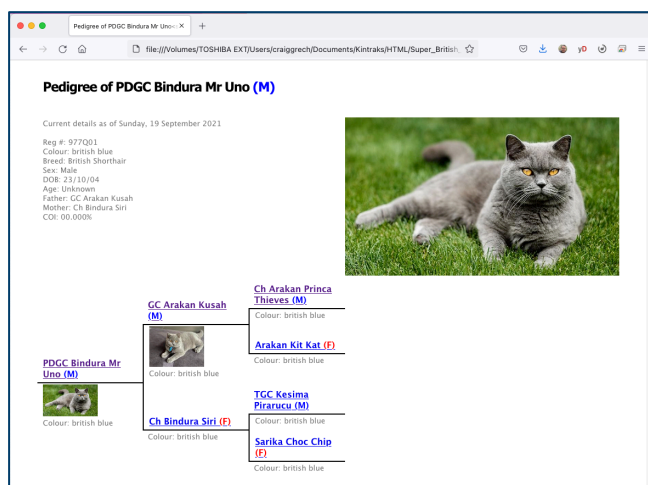 Pedigree of PDGC Bindura Mr Uno
file:///Volumes/TOSHIBA EXT/Users/craiggrech/Documents/Kintraks/HTML/Super_British_
Pedigree of PDGC Bindura Mr Uno (M)
Current details as of Sunday, 19 September 2021
Reg #: 977Q01
Colour: british blue
Breed: British Shorthair
Sex: Male
DOB: 23/10/04
Age: Unknown
Father: GC Arakan Kusah
Mother: Ch Bindura Siri
COI: 00.000%
Ch Arakan Princa
Thieves (M)
Colour: british blue
GC Arakan Kusah
(M)
Colour: british blue
Arakan Kit Kat (F)
Colour: british blue
PDGC Bindura Mr
Uno (M)
Colour: british blue
TGC Kesima
Pirarucu (M)
Colour: british blue
Ch Bindura Siri (F)
Colour: british blue
Sarika Choc Chip
(F)
Colour: british blue